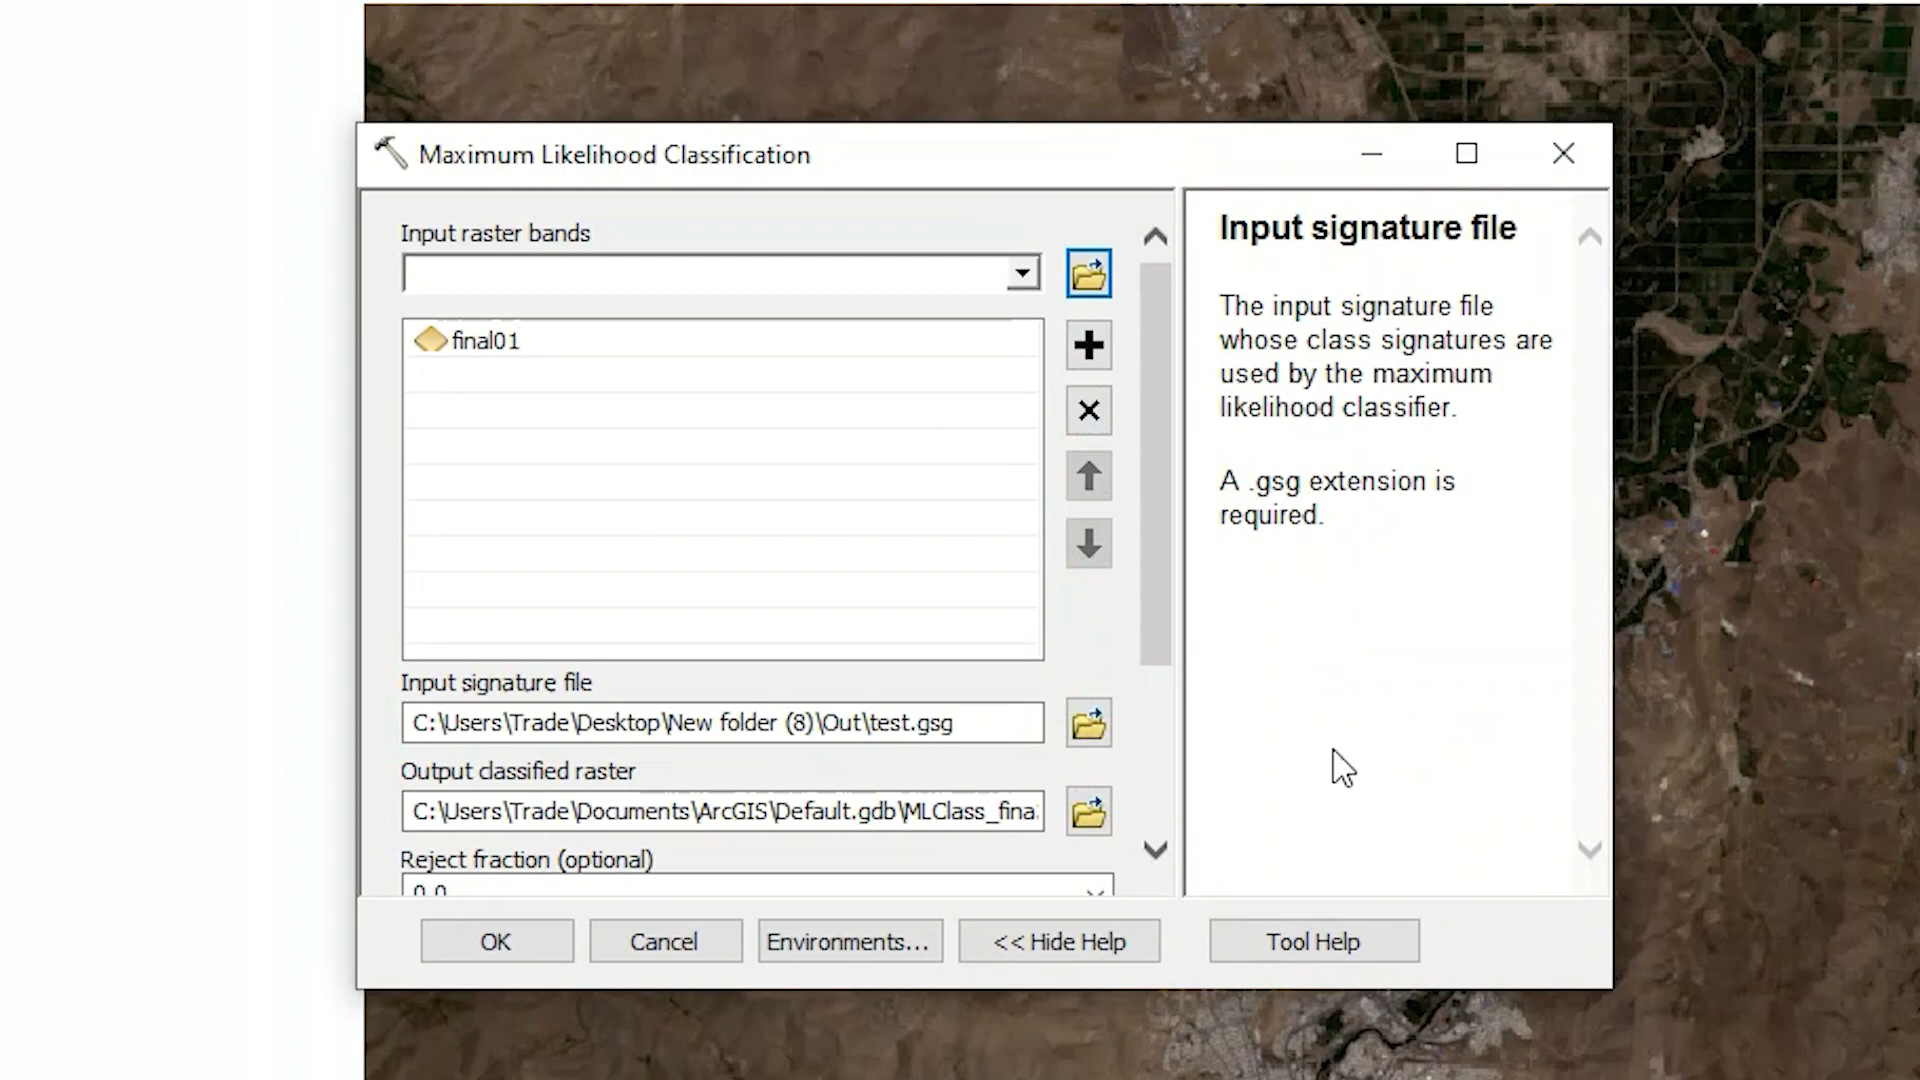 Maximum Likelihood Classification
Input raster bands
final01
Input signature file
C:\Users\Trade\Desktop\New folder (8)\Out\test.gsg
Output classified raster
C:\Users\Trade\Documents\ArcGIS\Default.gdb\MLClass_fina
Reject fraction (optional)
0.0
OK
Cancel
Environments...
<< Hide Help
Input signature file
The input signature file
whose class signatures are
used by the maximum
likelihood classifier.
A .gsg extension is
required.
Tool Help